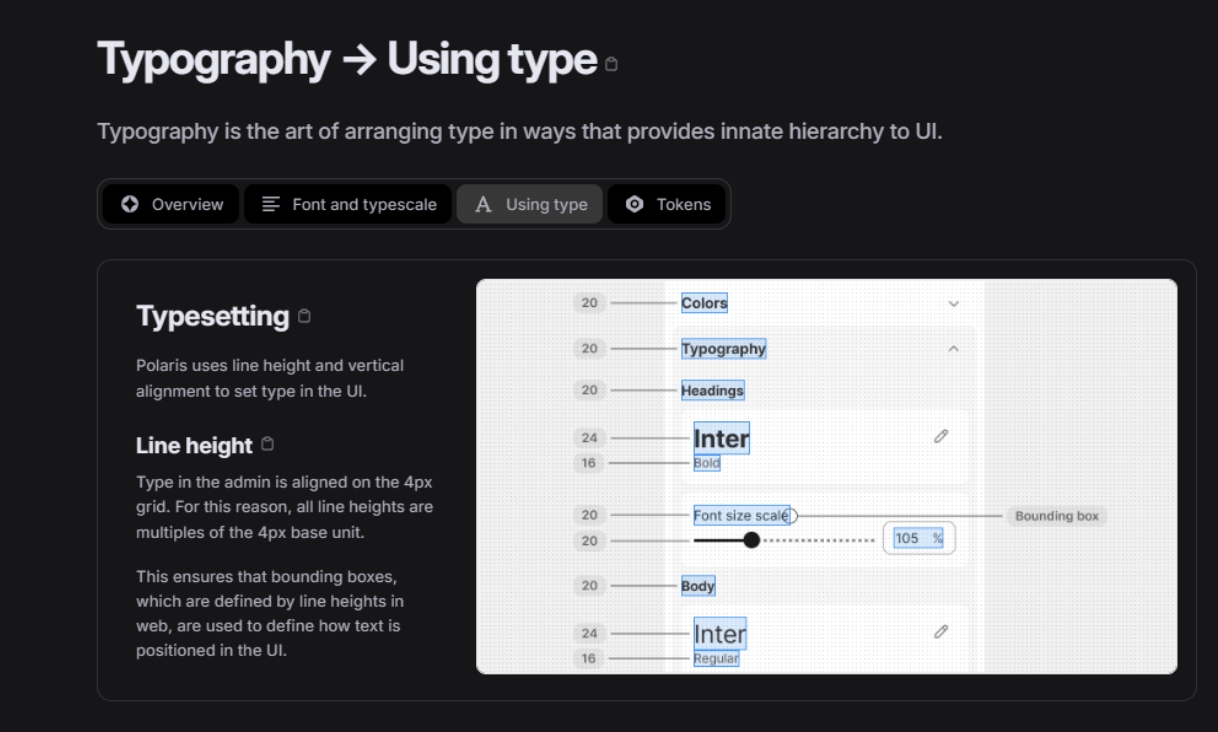 Typography → Using type
Typography is the art of arranging type in ways that provides innate hierarchy to UI.
Overview
Font and typescale
Using type
Tokens
Typesetting
Polaris uses line height and vertical
alignment to set type in the UI.
Line height
Type in the admin is aligned on the 4px
grid. For this reason, all line heights are
multiples of the 4px base unit.
This ensures that bounding boxes,
which are defined by line heights in
web, are used to define how text is
positioned in the UI.
20 Colors
20 Typography
20 Headings
24 Inter
16 Bold
20 Font size scale Bounding box
20 105 %
20 Body
24 Inter
16 Regular